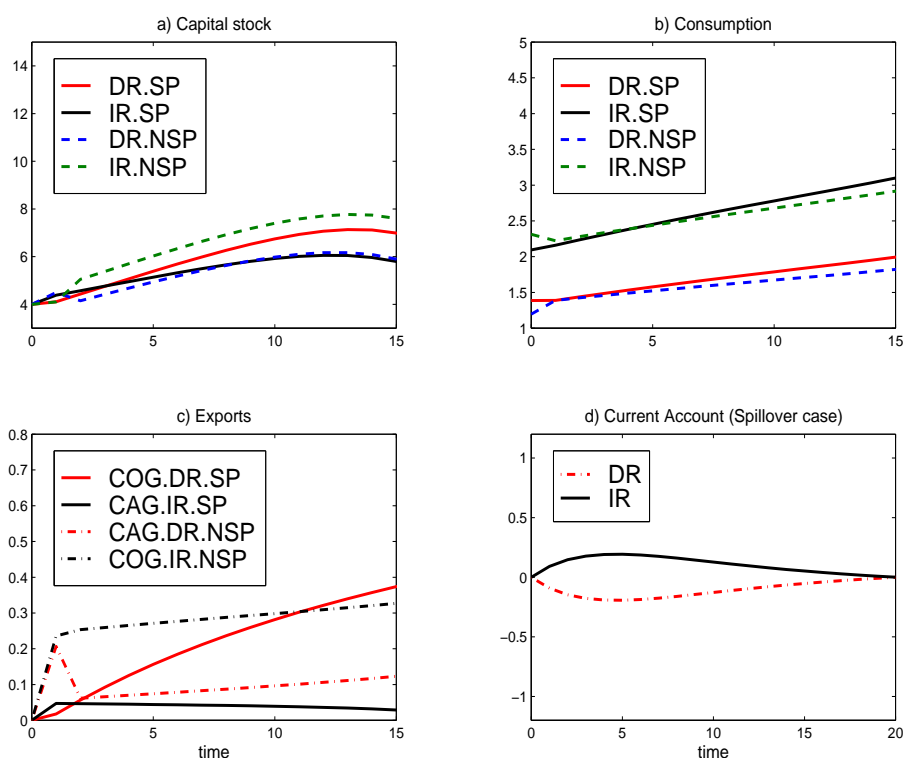 a) Capital stock
14
12
10
8
6
4
0
5
10
15
DR.SP
IR.SP
DR.NSP
IR.NSP
b) Consumption
5
4.5
4
3.5
3
2.5
2
1.5
1
0
5
10
15
DR.SP
IR.SP
DR.NSP
IR.NSP
c) Exports
0.8
0.7
0.6
0.5
0.4
0.3
0.2
0.1
0
0
5
10
15
time
COG.DR.SP
CAG.IR.SP
CAG.DR.NSP
COG.IR.NSP
d) Current Account (Spillover case)
1
0.5
0
−0.5
−1
0
5
10
15
20
time
DR
IR